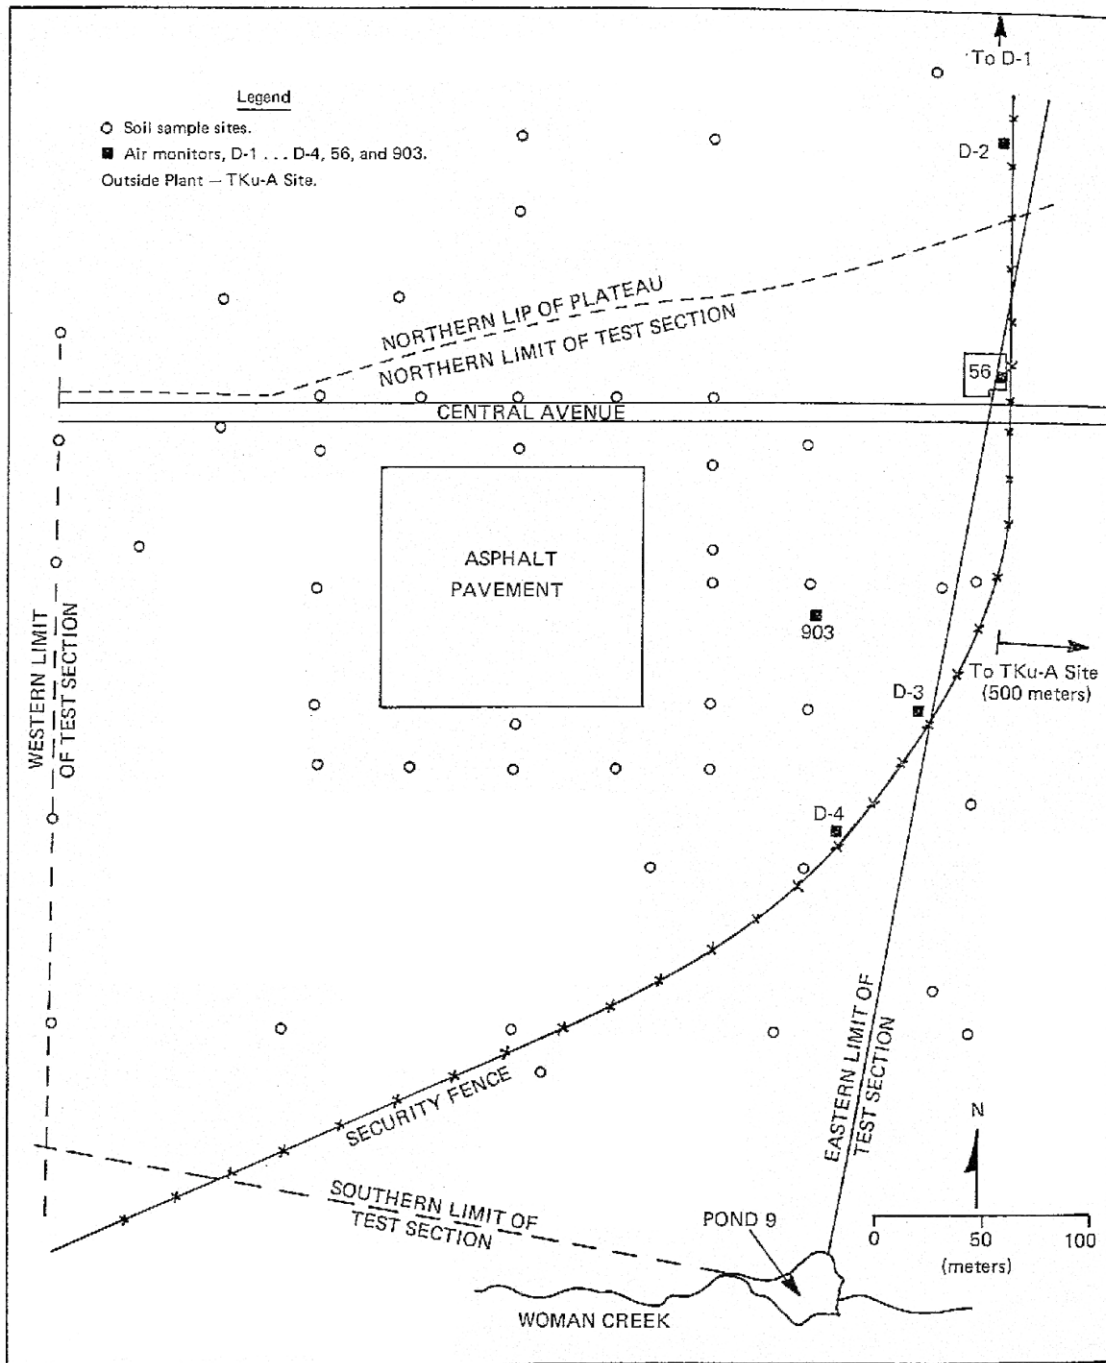 To D-1
Legend
Soil sample sites.
Air monitors, D-1 ... D-4, 56, and 903.
Outside Plant — TKu-A Site.
D-2
NORTHERN LIP OF PLATEAU
NORTHERN LIMIT OF TEST SECTION
56
CENTRAL AVENUE
ASPHALT
PAVEMENT
903
WESTERN LIMIT
OF TEST SECTION
To TKu-A Site
(500 meters)
D-3
D-4
EASTERN LIMIT OF
TEST SECTION
SECURITY FENCE
N
SOUTHERN LIMIT OF
TEST SECTION
POND 9
0 50 100
(meters)
WOMAN CREEK